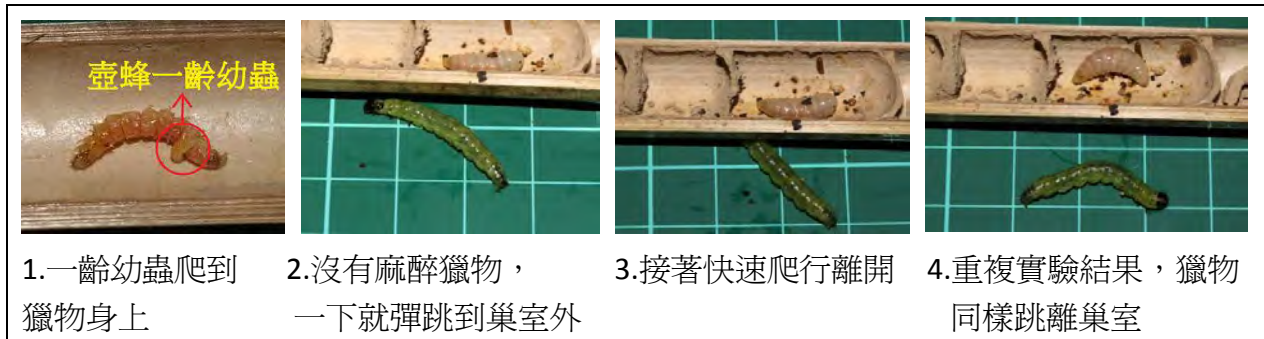 壺蜂一齡幼蟲
1.一齡幼蟲爬到
獵物身上
2.沒有麻醉獵物，
一下就彈跳到巢室外
3.接著快速爬行離開
4.重複實驗結果，獵物
同樣跳離巢室